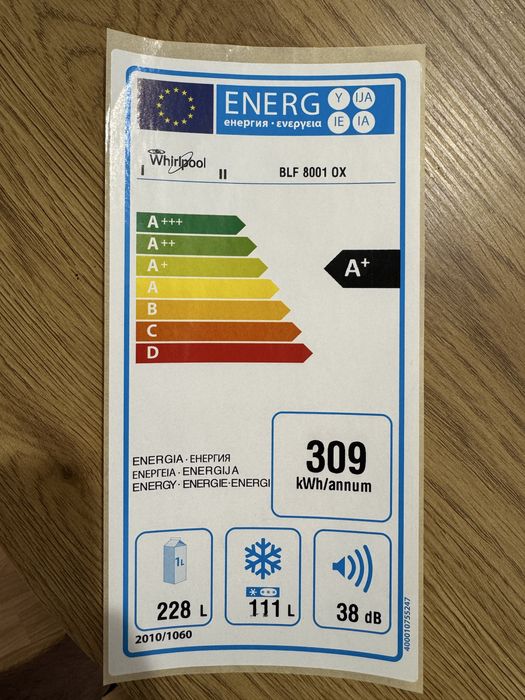 ENERG Y IJA
енергия · ενεργεια IE IA
Whirlpool
I II BLF 8001 OX
A+++
A++
A+
A
B
C
D
A+
309
kWh/annum
ENERGIA · ЕНЕРГИЯ
ΕΝΕΡΓΕΙΑ · ENERGIJA
ENERGY · ENERGIE · ENERGI
1L
228 L
111 L
38 dB
2010/1060
400010755247